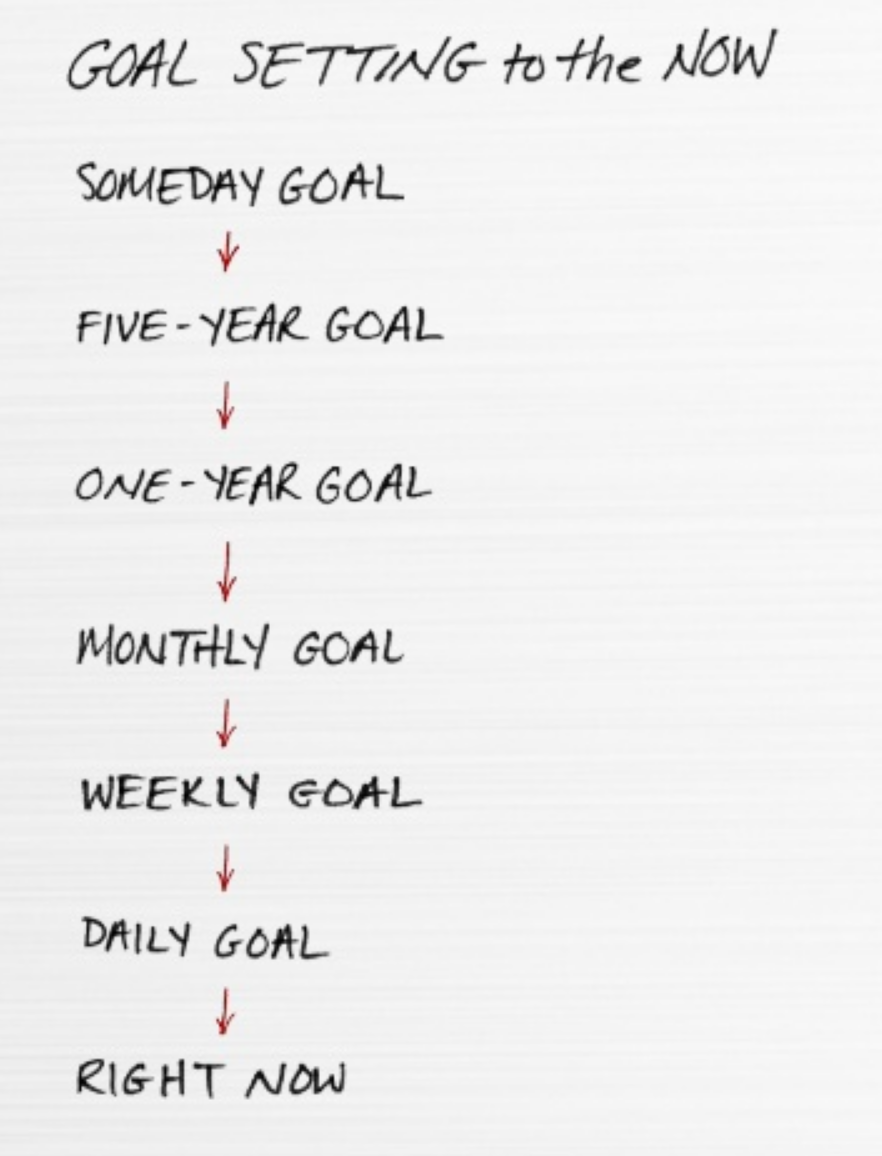 GOAL SETTING to the NOW
SOMEDAY GOAL
FIVE-YEAR GOAL
ONE-YEAR GOAL
MONTHLY GOAL
WEEKLY GOAL
DAILY GOAL
RIGHT NOW